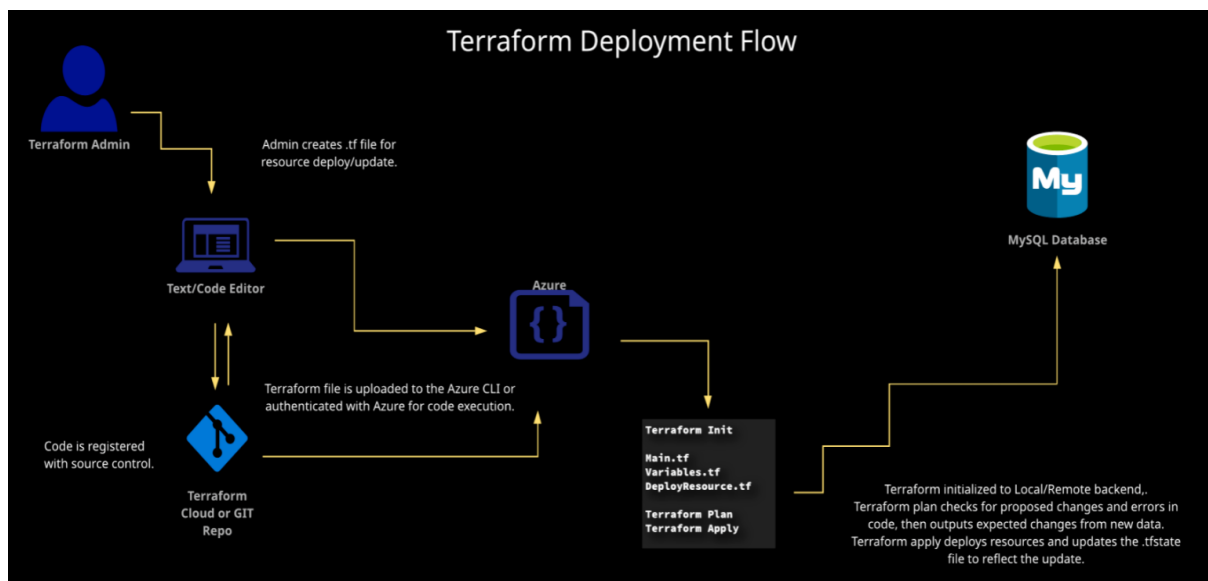 Terraform Deployment Flow
Terraform Admin
Admin creates .tf file for
resource deploy/update.
My
MySQL Database
Text/Code Editor
Azure
{}
Terraform file is uploaded to the Azure CLI or
authenticated with Azure for code execution.
Code is registered
with source control.
Terraform
Cloud or GIT
Repo
Terraform Init
Main.tf
Variables.tf
DeployResource.tf
Terraform Plan
Terraform Apply
Terraform initialized to Local/Remote backend,.
Terraform plan checks for proposed changes and errors in
code, then outputs expected changes from new data.
Terraform apply deploys resources and updates the .tfstate
file to reflect the update.